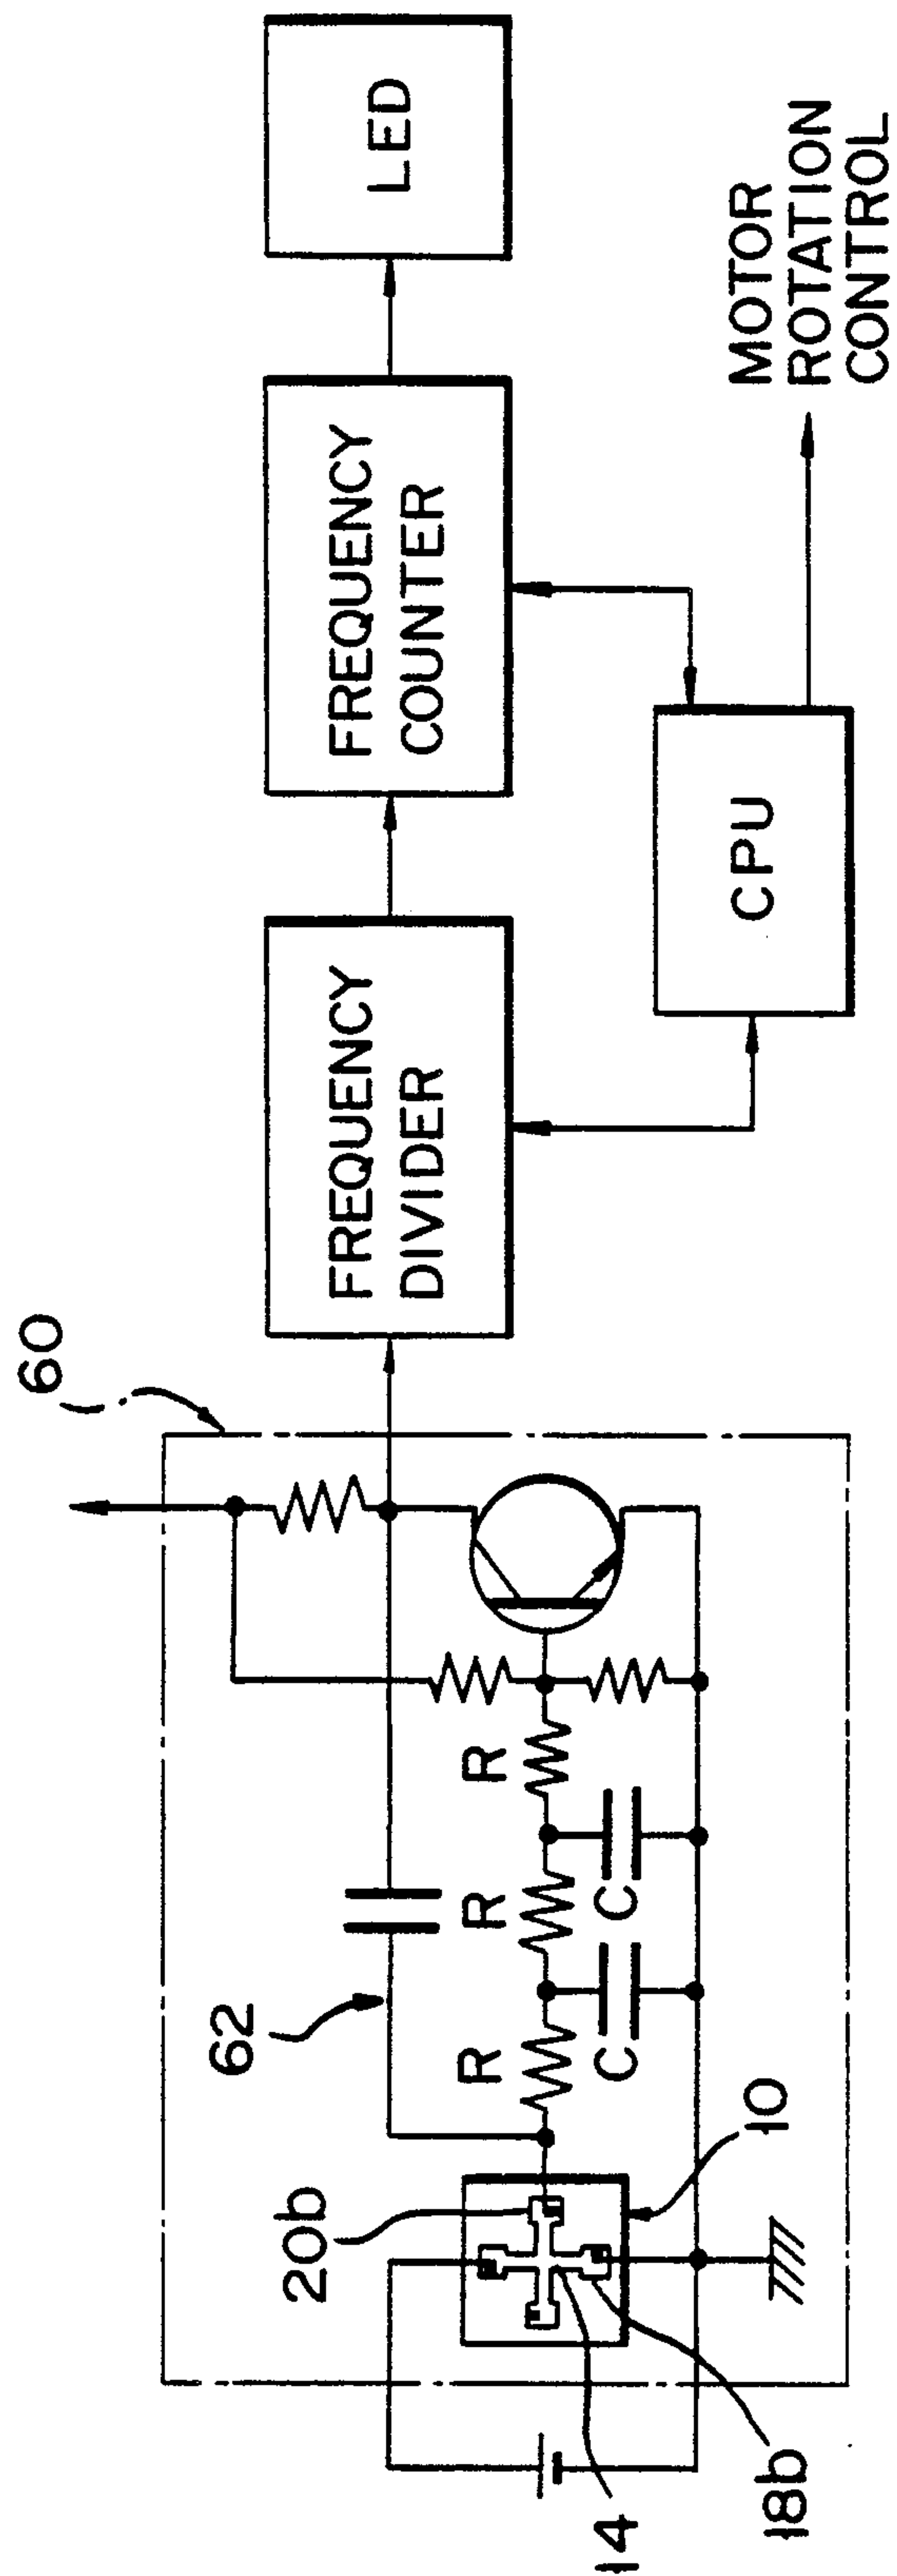 60
62
R
R
R
C
C
20b
10
14
18b
FREQUENCY
DIVIDER
FREQUENCY
COUNTER
LED
CPU
MOTOR
ROTATION
CONTROL